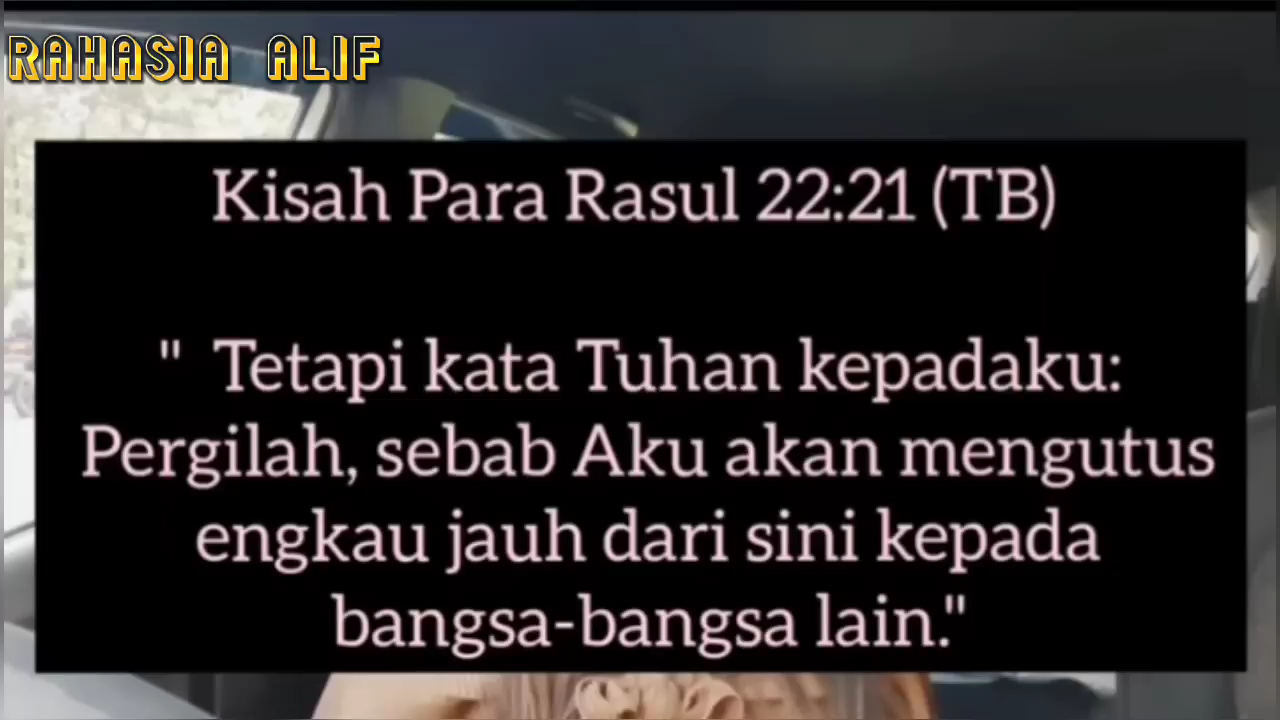 RAHASIA ALIF
Kisah Para Rasul 22:21 (TB)
" Tetapi kata Tuhan kepadaku:
Pergilah, sebab Aku akan mengutus
engkau jauh dari sini kepada
bangsa-bangsa lain."